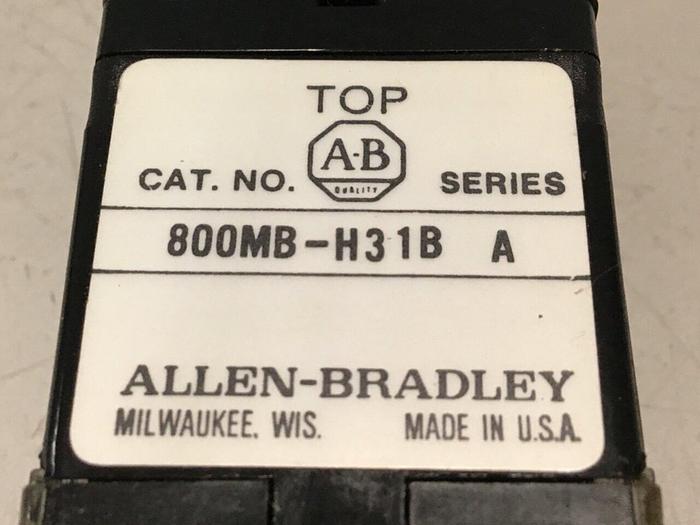 TOP
A-B
QUALITY
CAT. NO. SERIES
800MB-H31B A
ALLEN-BRADLEY
MILWAUKEE. WIS. MADE IN U.S.A.